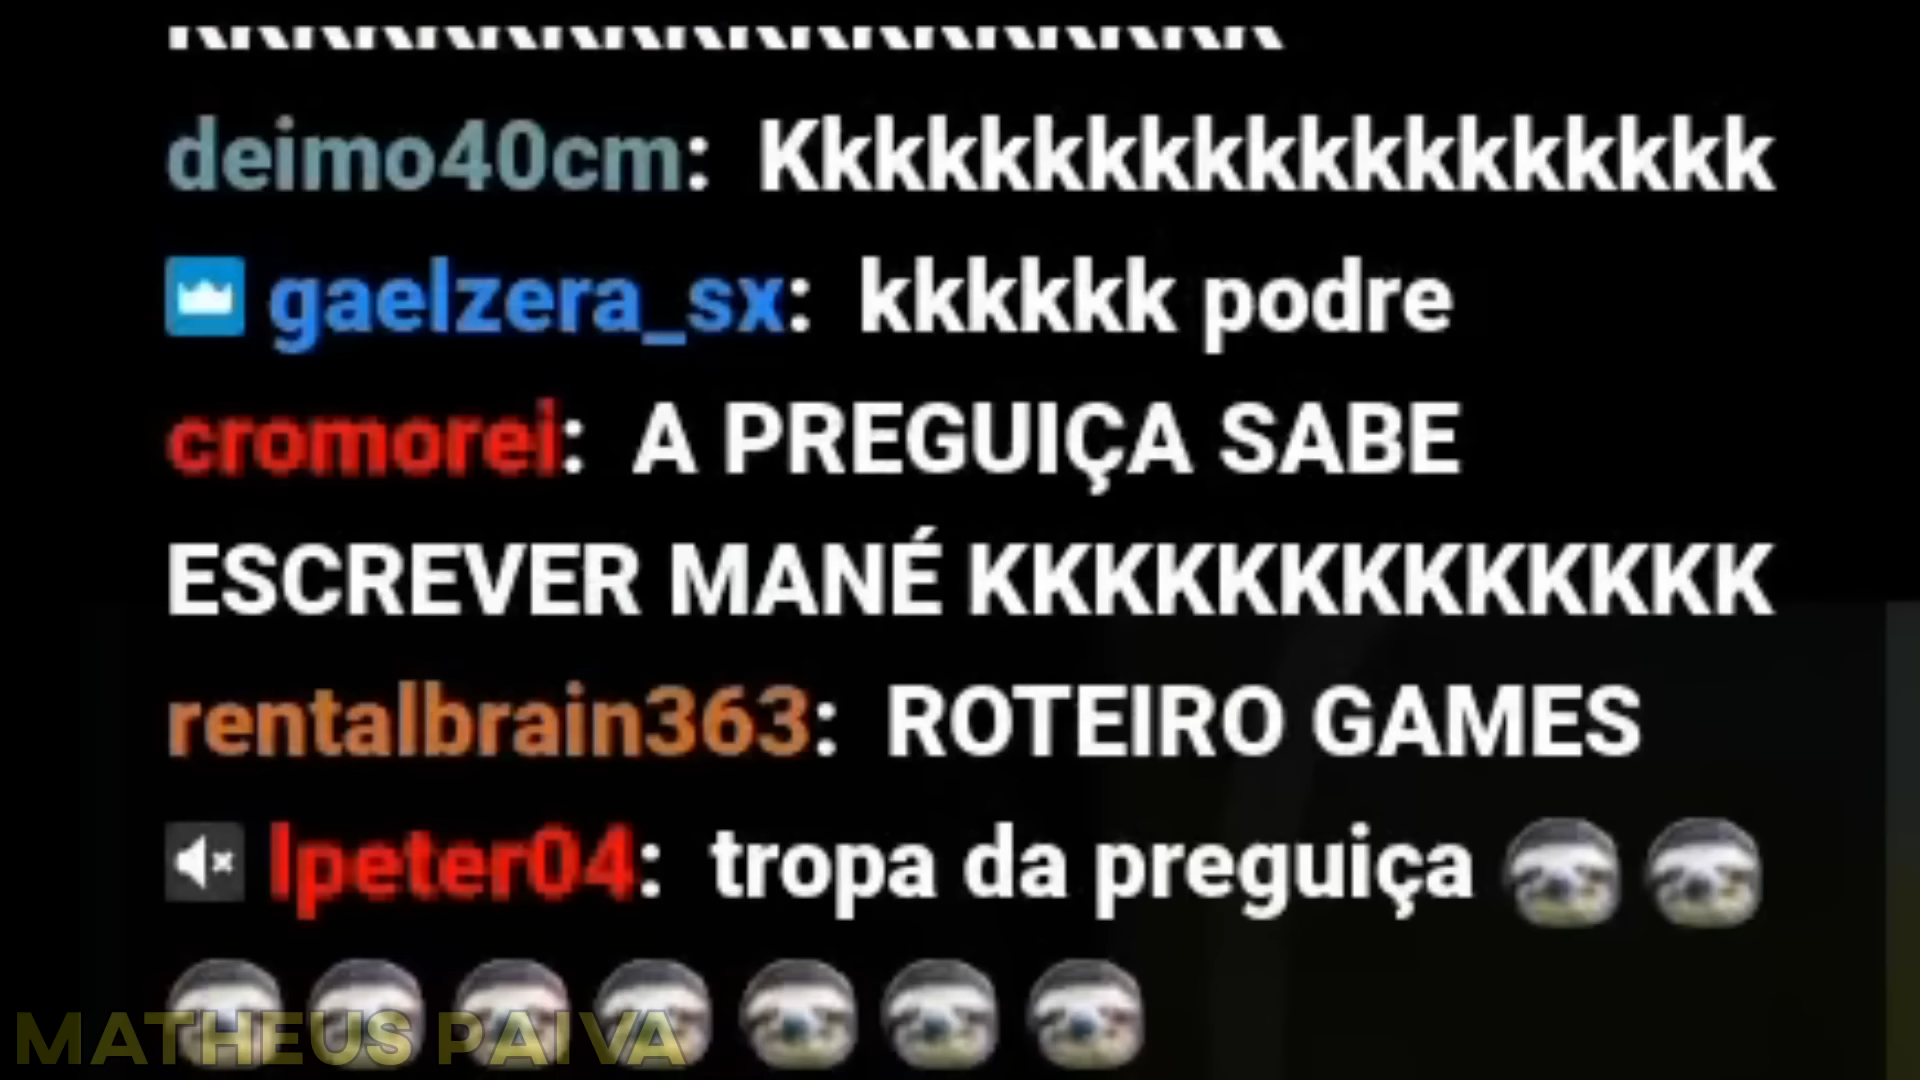 deimo40cm: Kkkkkkkkkkkkkkkkkkkkkkk
gaelzera_sx: kkkkkk podre
cromorei: A PREGUIÇA SABE
ESCREVER MANÉ KKKKKKKKKKKKK
rentalbrain363: ROTEIRO GAMES
lpeter04: tropa da preguiça
MATHEUS PAIVA